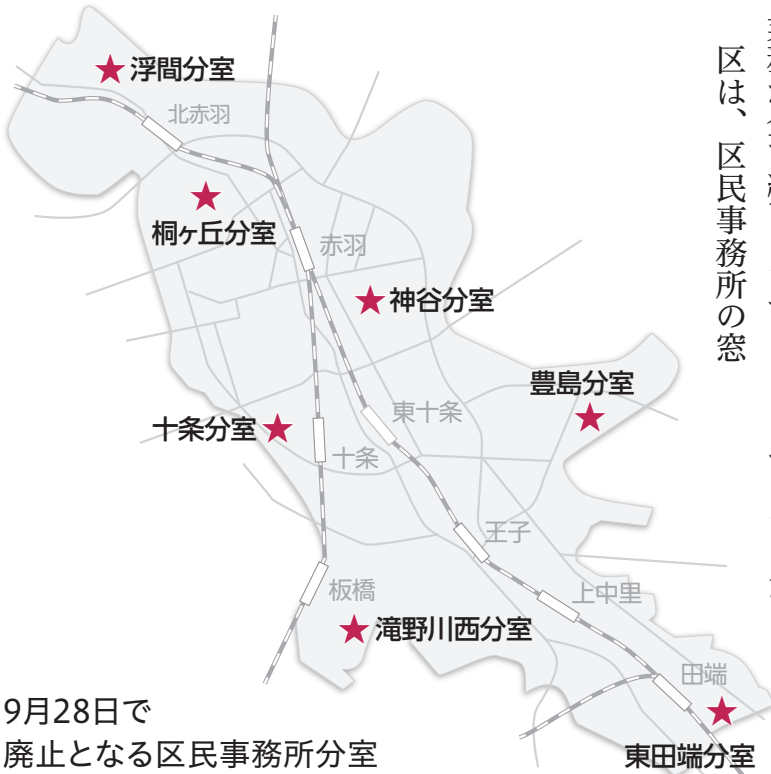 区は、区民事務所の窓
浮間分室
北赤羽
桐ヶ丘分室
赤羽
神谷分室
豊島分室
東十条
十条分室
十条
王子
板橋
上中里
滝野川西分室
田端
東田端分室
9月28日で
廃止となる区民事務所分室